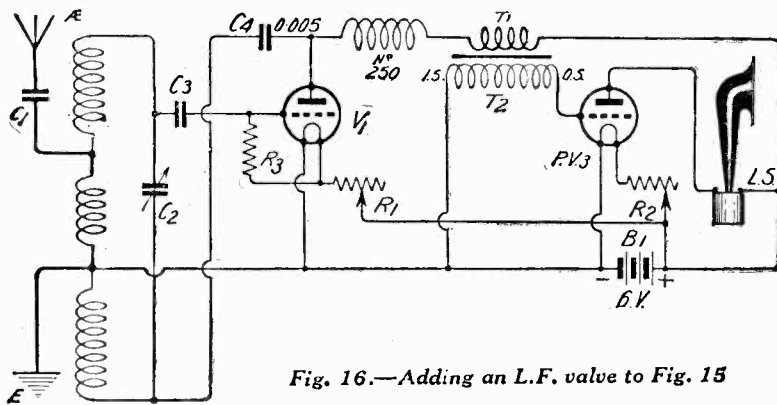 Æ
C4 0.005
T1
Nº
250
I.S.
O.S.
T2
C1
C3
V1
P.V.3
R3
L.S.
C2
R1
R2
B1
- +
6.V.
E
Fig. 16.—Adding an L.F. valve to Fig. 15